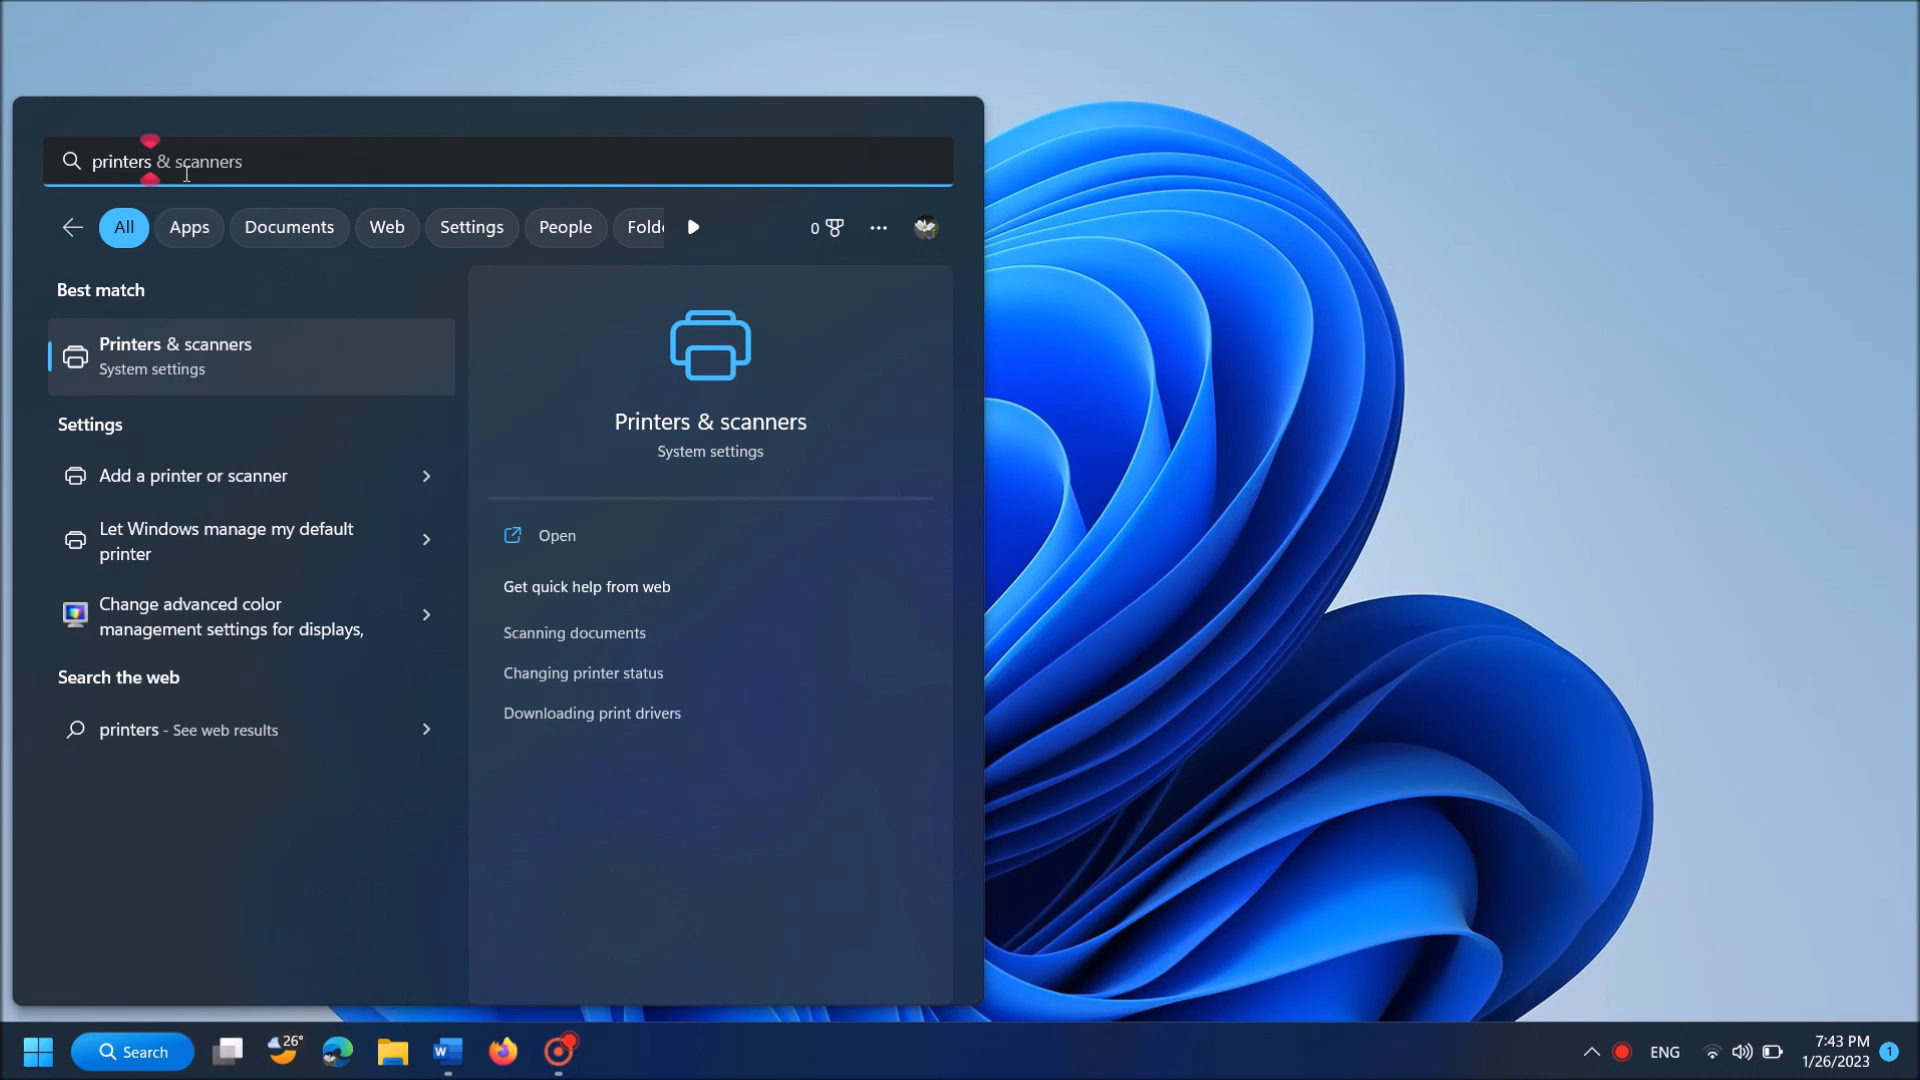 printers & scanners
All
Apps
Documents
Web
Settings
People
Folde
0
Best match
Printers & scanners
System settings
Settings
Add a printer or scanner
Let Windows manage my default
printer
Change advanced color
management settings for displays,
Search the web
printers - See web results
Printers & scanners
System settings
Open
Get quick help from web
Scanning documents
Changing printer status
Downloading print drivers
Search
26°
W
ENG
7:43 PM
1/26/2023
1